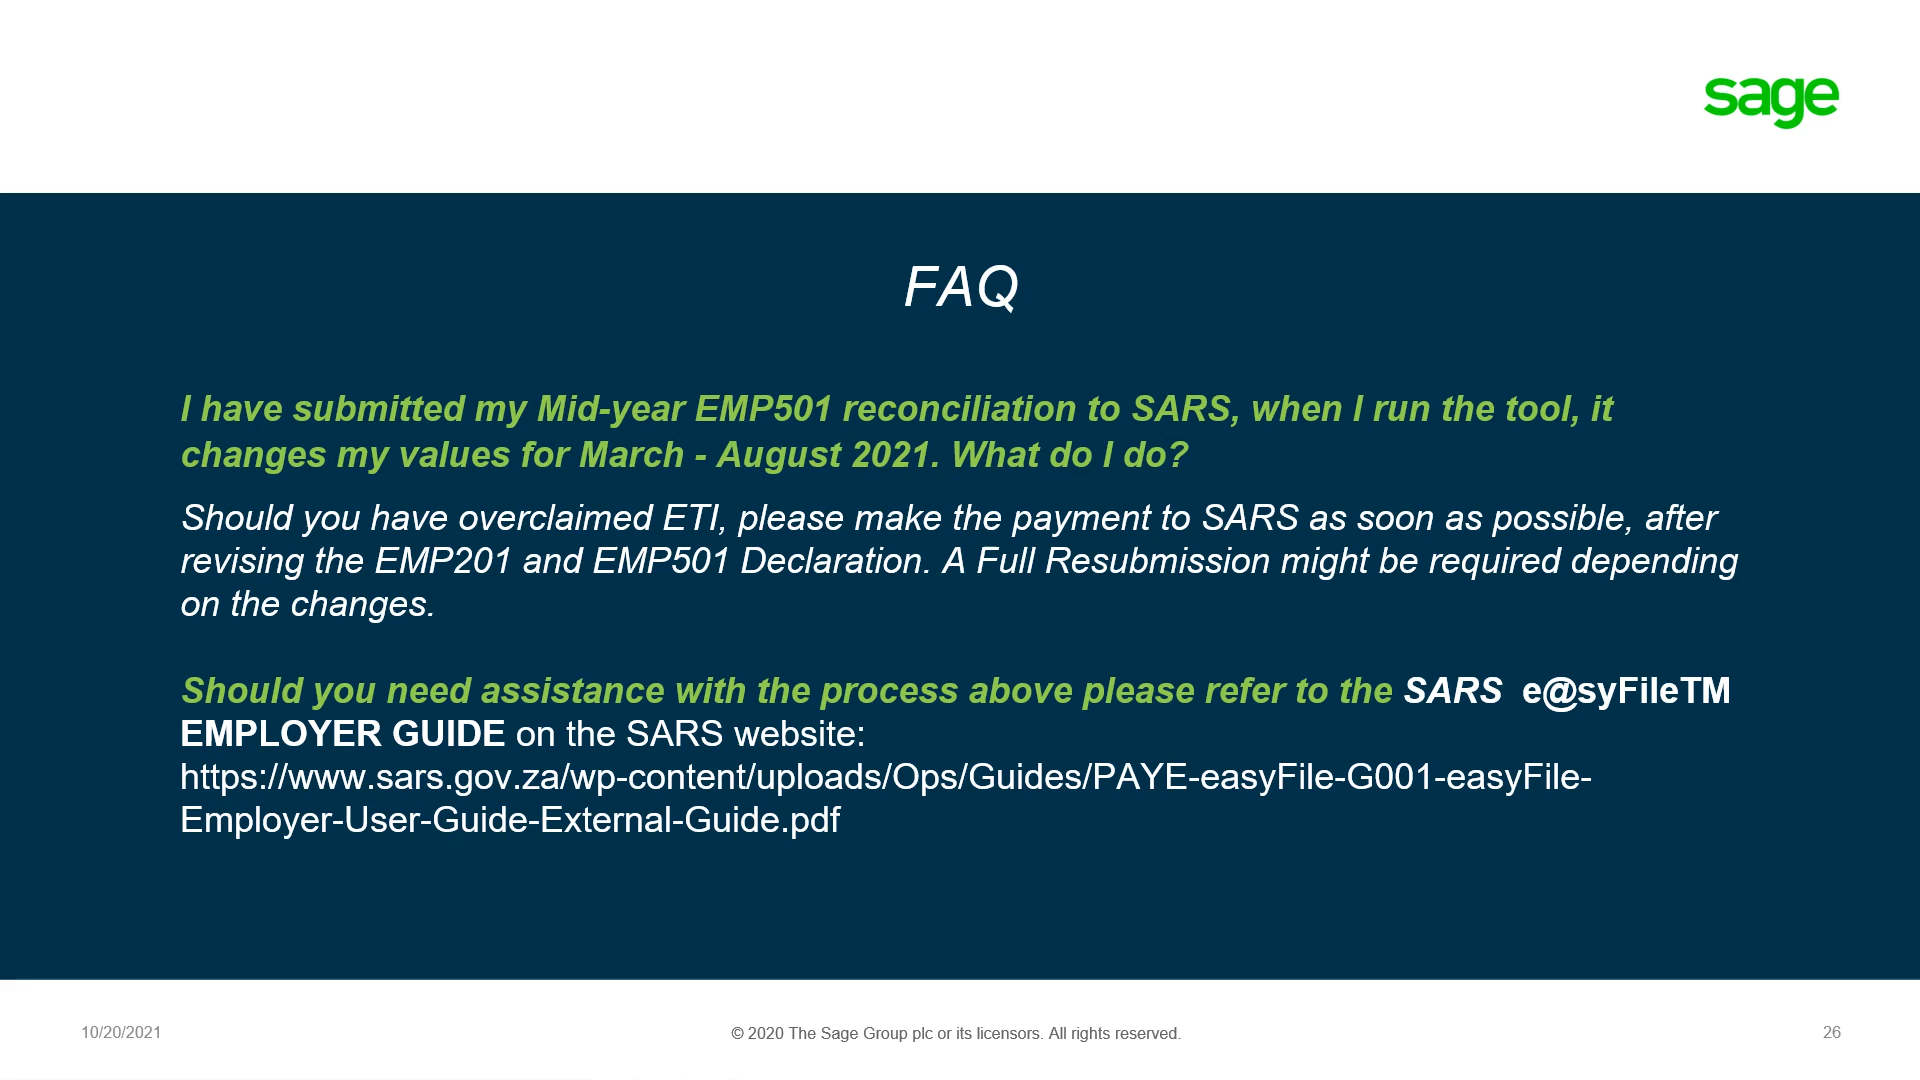 sage
FAQ
I have submitted my Mid-year EMP501 reconciliation to SARS, when I run the tool, it
changes my values for March - August 2021. What do I do?
Should you have overclaimed ETI, please make the payment to SARS as soon as possible, after
revising the EMP201 and EMP501 Declaration. A Full Resubmission might be required depending
on the changes.
Should you need assistance with the process above please refer to the SARS  e@syFileTM
EMPLOYER GUIDE on the SARS website:
https://www.sars.gov.za/wp-content/uploads/Ops/Guides/PAYE-easyFile-G001-easyFile-
Employer-User-Guide-External-Guide.pdf
10/20/2021
© 2020 The Sage Group plc or its licensors. All rights reserved.
26